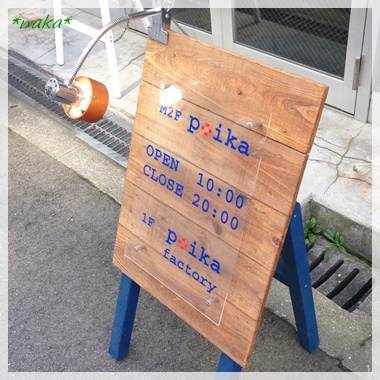 *naka*
M2F poika
OPEN 10:00
CLOSE 20:00
1F poika
factory